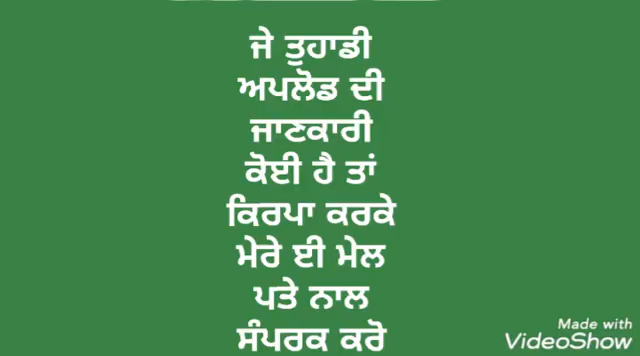 ਜੇ ਤੁਹਾਡੀ
ਅਪਲੋਡ ਦੀ
ਜਾਣਕਾਰੀ
ਕੋਈ ਹੈ ਤਾਂ
ਕਿਰਪਾ ਕਰਕੇ
ਮੇਰੇ ਈ ਮੇਲ
ਪਤੇ ਨਾਲ
ਸੰਪਰਕ ਕਰੋ
Made with
VideoShow